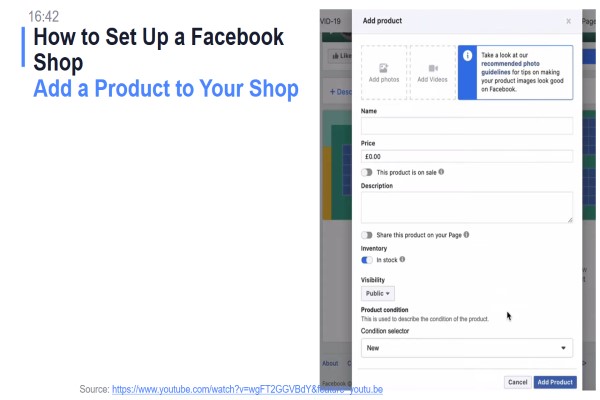 16:42
How to Set Up a Facebook
Shop
Add a Product to Your Shop
VID-19
Add product
x
Page
Like
Add photos
Add Videos
Take a look at our
recommended photo
guidelines for tips on making
your product images look good
on Facebook.
+ Desc
Name
Price
£0.00
This product is on sale
Description
Share this product on your Page
Inventory
In stock
Visibility
Public
Product condition
This is used to describe the condition of the product.
Condition selector
New
About
Facebook ©
Cancel
Add Product
Source: https://www.youtube.com/watch?v=wgFT2GGVBdY&feature=youtu.be